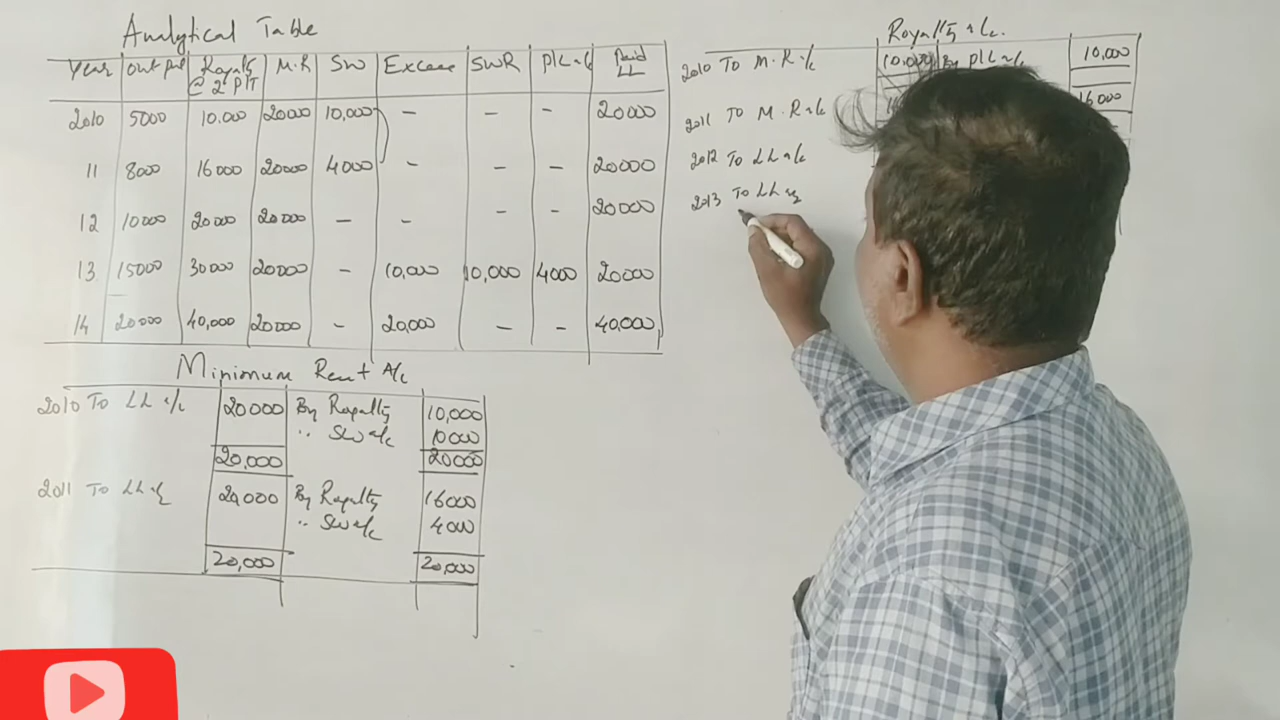 Analytical Table
Year Output Royalty @ 2 P/T M.R SW Excess SWR P/L a/c Paid LL
2010 5000 10.000 20000 10,000 - - - 20000
11 8000 16000 20000 4000 - - - 20000
12 10000 20000 20000 - - - - 20000
13 15000 30000 20000 - 10,000 10,000 4000 20000
14 20000 40,000 20000 - 20,000 - - 40,000
Minimum Rent A/c
2010 To LL a/c 20000 By Royalty 10,000
" SW a/c 10000
20,000 20000
2011 To LL a/c 20,000 By Royalty 16000
" SW a/c 4000
20,000 20,000
Royalty a/c.
2010 To M.R a/c 10,000 By P/L a/c 10,000
2011 To M.R a/c 16000
2012 To LL a/c
2013 To LL a/c